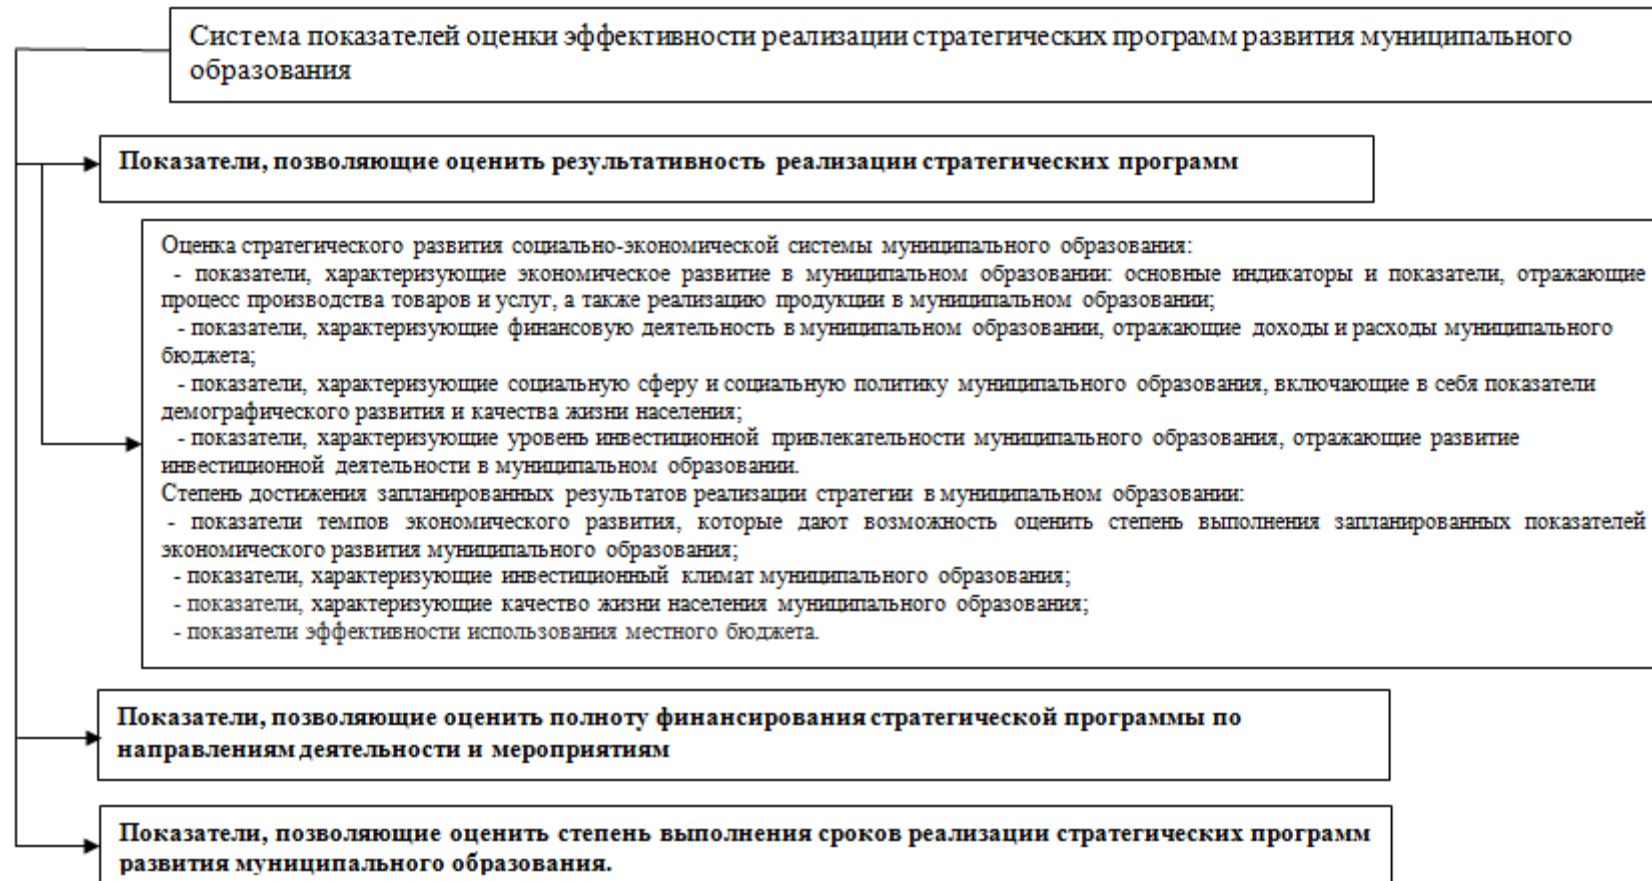 Система показателей оценки эффективности реализации стратегических программ развития муниципального
образования
Показатели, позволяющие оценить результативность реализации стратегических программ
Оценка стратегического развития социально-экономической системы муниципального образования:
- показатели, характеризующие экономическое развитие в муниципальном образовании: основные индикаторы и показатели, отражающие
процесс производства товаров и услуг, а также реализацию продукции в муниципальном образовании;
- показатели, характеризующие финансовую деятельность в муниципальном образовании, отражающие доходы и расходы муниципального
бюджета;
- показатели, характеризующие социальную сферу и социальную политику муниципального образования, включающие в себя показатели
демографического развития и качества жизни населения;
- показатели, характеризующие уровень инвестиционной привлекательности муниципального образования, отражающие развитие
инвестиционной деятельности в муниципальном образовании.
Степень достижения запланированных результатов реализации стратегии в муниципальном образовании:
- показатели темпов экономического развития, которые дают возможность оценить степень выполнения запланированных показателей
экономического развития муниципального образования;
- показатели, характеризующие инвестиционный климат муниципального образования;
- показатели, характеризующие качество жизни населения муниципального образования;
- показатели эффективности использования местного бюджета.
Показатели, позволяющие оценить полноту финансирования стратегической программы по
направлениям деятельности и мероприятиям
Показатели, позволяющие оценить степень выполнения сроков реализации стратегических программ
развития муниципального образования.